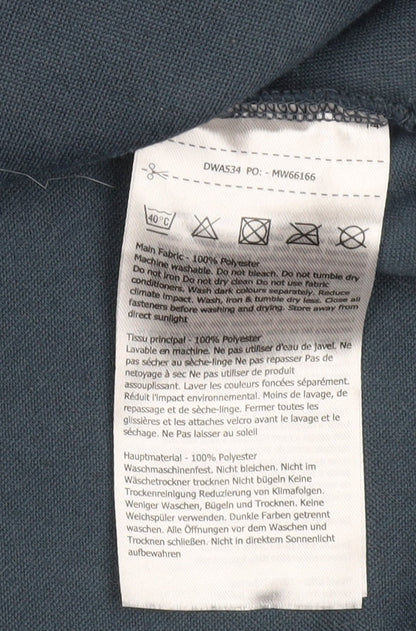 DWA534 PO: - MW66166
40°C
Main Fabric - 100% Polyester
Machine washable. Do not bleach. Do not tumble dry
Do not iron Do not dry clean Do not use fabric
conditioners. Wash dark colours separately. Reduce
climate impact. Wash, iron & tumble dry less. Close all
fasteners before washing and drying. Store away from
direct sunlight
Tissu principal - 100% Polyester
Lavable en machine. Ne pas utiliser d'eau de javel. Ne
pas sécher au sèche-linge Ne pas repasser Pas de
netoyage à sec Ne pas utiliser de produit
assouplissant. Laver les couleurs foncées séparément.
Réduit l'impact environnemental. Moins de lavage, de
repassage et de sèche-linge. Fermer toutes les
glissières et les attaches velcro avant le lavage et le
séchage. Ne Pas laisser au soleil
Hauptmaterial - 100% Polyester
Waschmaschinenfest. Nicht bleichen. Nicht im
Wäschetrockner trocknen Nicht bügeln Keine
Trockenreinigung Reduzierung von Klimafolgen.
Weniger Waschen, Bügeln und Trocknen. Keine
Weichspüler verwenden. Dunkle Farben getrennt
waschen. Alle Öffnungen vor dem Waschen und
Trocknen schließen. Nicht in direktem Sonnenlicht
aufbewahren